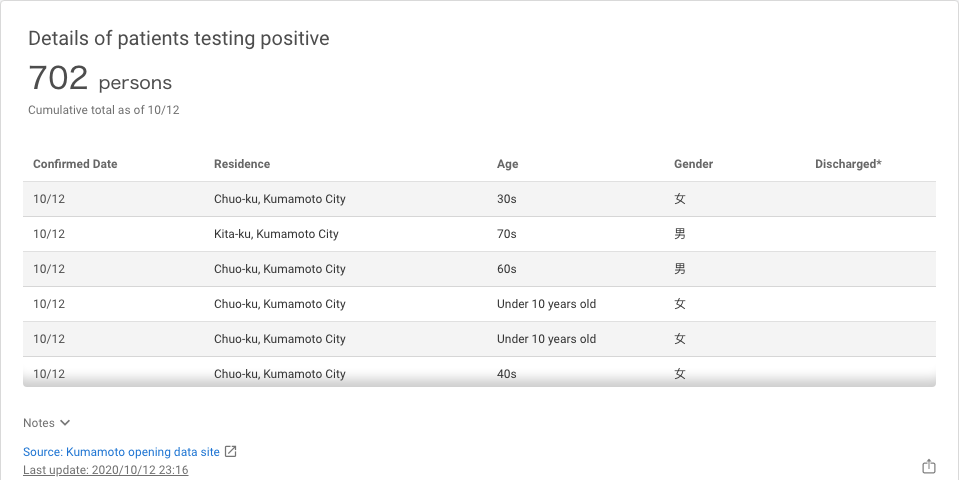 Details of patients testing positive
702 persons
Cumulative total as of 10/12
Confirmed Date Residence Age Gender Discharged*
10/12 Chuo-ku, Kumamoto City 30s 女
10/12 Kita-ku, Kumamoto City 70s 男
10/12 Chuo-ku, Kumamoto City 60s 男
10/12 Chuo-ku, Kumamoto City Under 10 years old 女
10/12 Chuo-ku, Kumamoto City Under 10 years old 女
10/12 Chuo-ku, Kumamoto City 40s 女
Notes
Source: Kumamoto opening data site
Last update: 2020/10/12 23:16